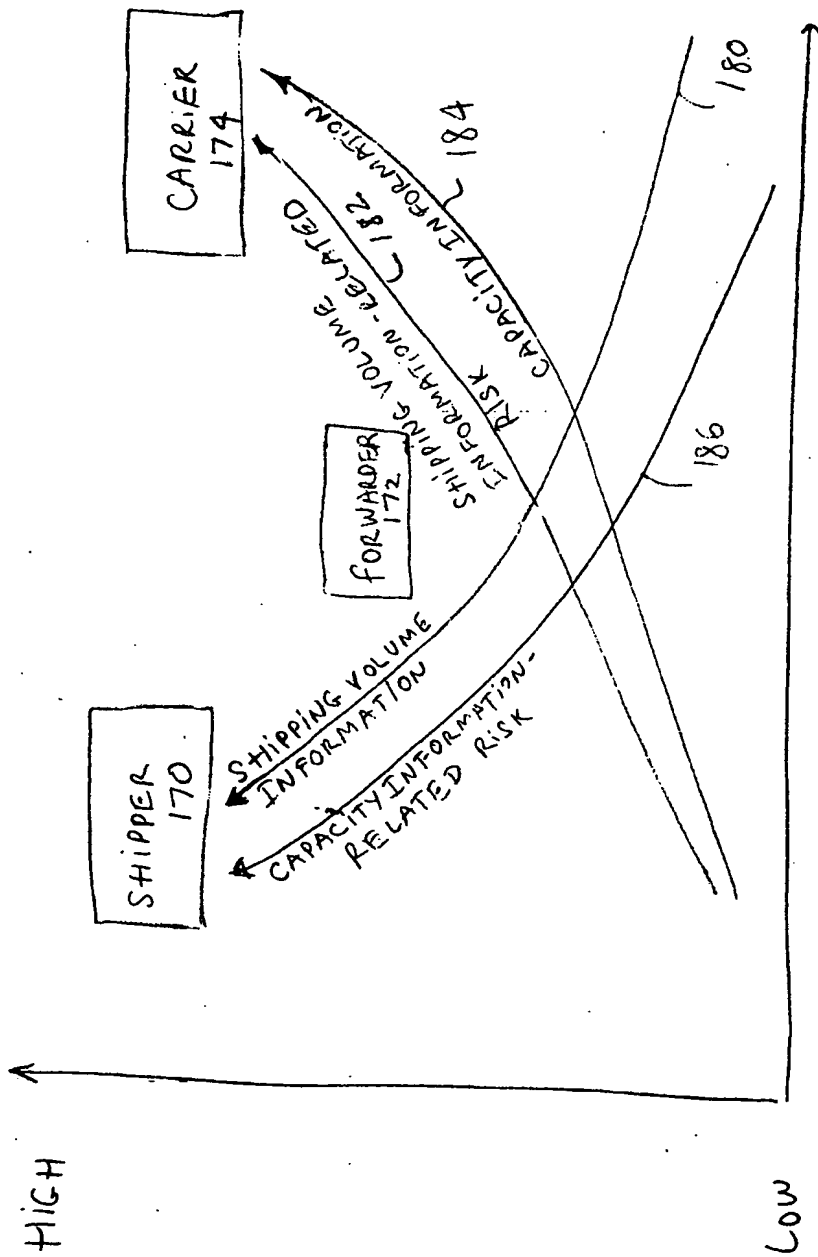 HIGH
LOW
SHIPPER
170
FORWARDER
172
CARRIER
174
SHIPPING VOLUME
INFORMATION
CAPACITY INFORMATION-
RELATED RISK
SHIPPING VOLUME
INFORMATION-RELATED
RISK
182
CAPACITY INFORMATION
184
180
186